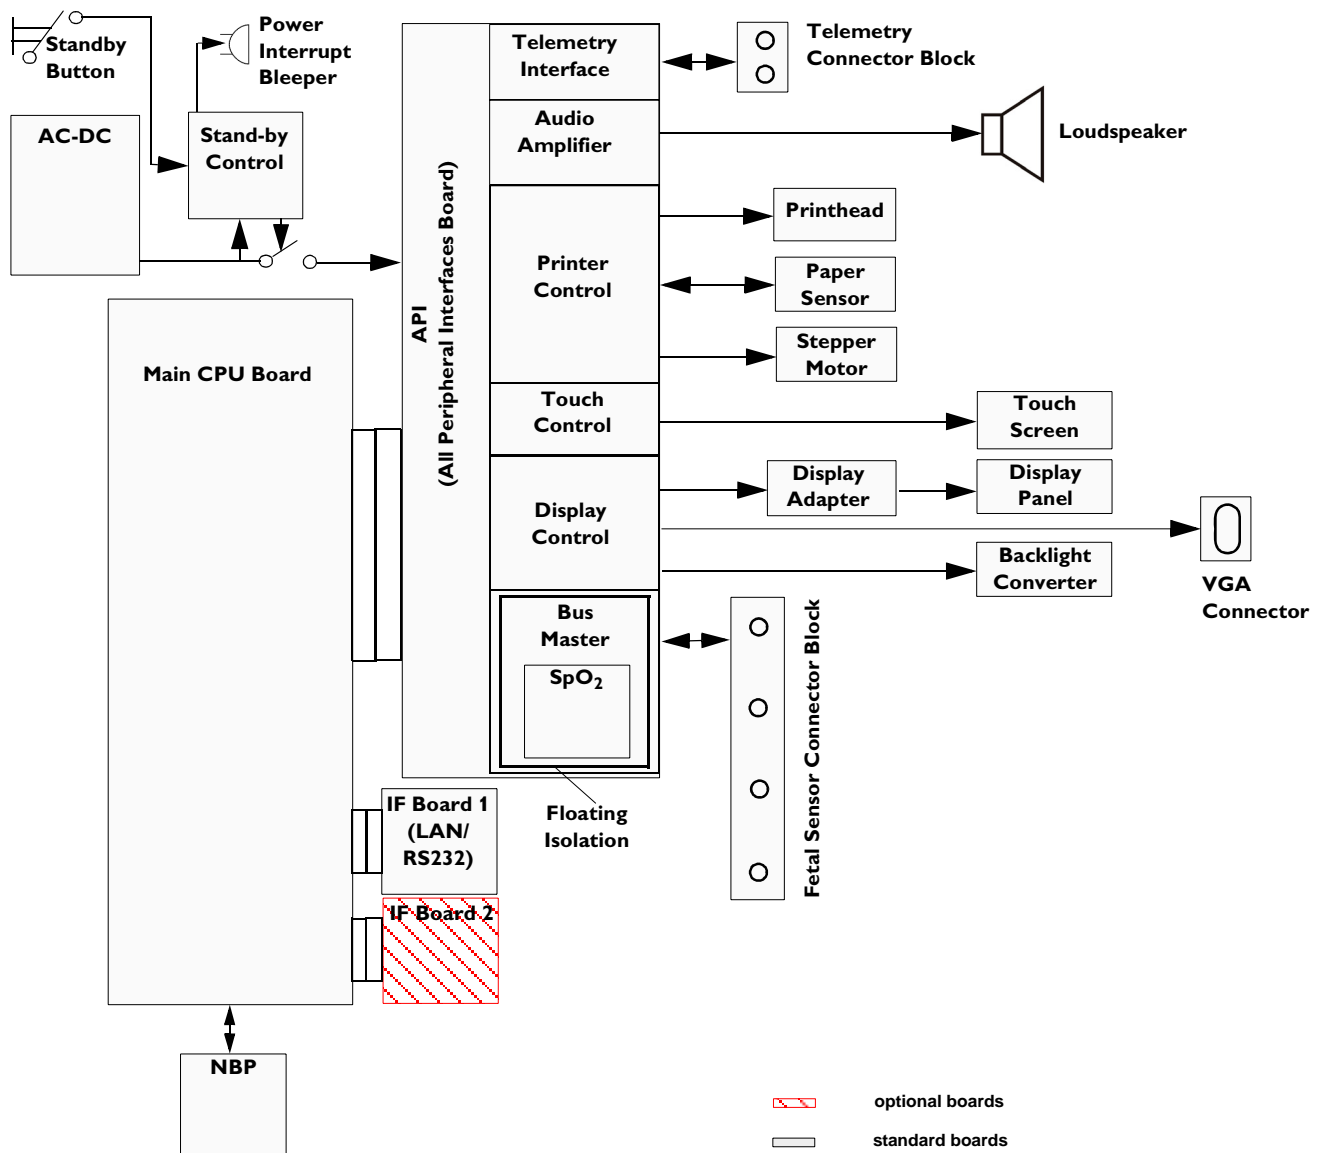 Standby
Button
Power
Interrupt
Bleeper
AC-DC
Stand-by
Control
Main CPU Board
API
(All Peripheral Interfaces Board)
Telemetry
Interface
Audio
Amplifier
Printer
Control
Touch
Control
Display
Control
Bus
Master
SpO2
Floating
Isolation
Telemetry
Connector Block
Loudspeaker
Printhead
Paper
Sensor
Stepper
Motor
Touch
Screen
Display
Adapter
Display
Panel
Backlight
Converter
VGA
Connector
Fetal Sensor Connector Block
IF Board 1
(LAN/
RS232)
IF Board 2
NBP
optional boards
standard boards